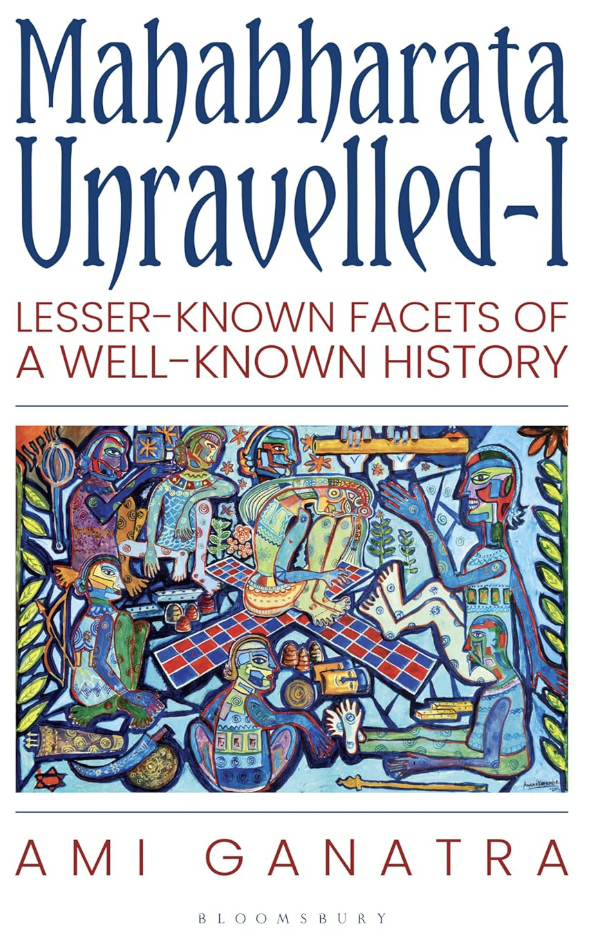 Mahabharata
Unravelled-I
LESSER-KNOWN FACETS OF
A WELL-KNOWN HISTORY
AMI GANATRA
BLOOMSBURY